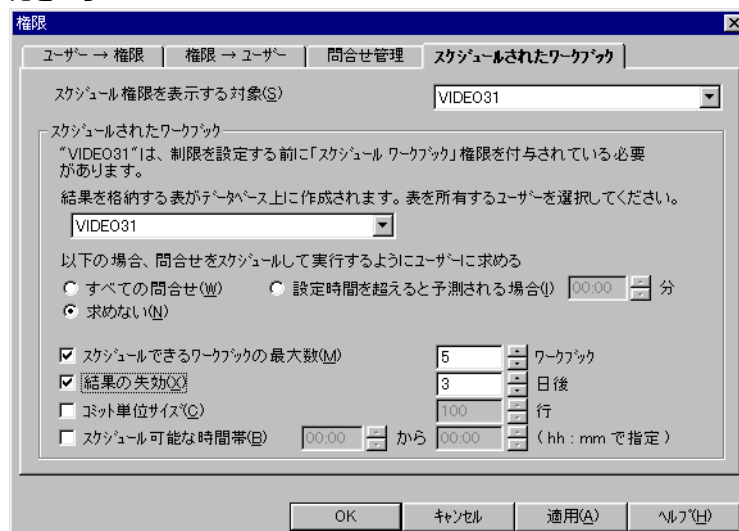 権限
ユーザー → 権限 権限 → ユーザー 問合せ管理 スケジュールされたワークブック
スケジュール権限を表示する対象(S) VIDEO31
スケジュールされたワークブック
"VIDEO31"は、制限を設定する前に「スケジュール ワークブック」権限を付与されている必要
があります。
結果を格納する表がデータベース上に作成されます。表を所有するユーザーを選択してください。
VIDEO31
以下の場合、問合せをスケジュールして実行するようにユーザーに求める
すべての問合せ(W) 設定時間を超えると予測される場合(I) 00:00 分
求めない(N)
スケジュールできるワークブックの最大数(M) 5 ワークブック
結果の失効(X) 3 日後
コミット単位サイズ(C) 100 行
スケジュール可能な時間帯(B) 00:00 から 00:00 (hh : mm で指定)
OK キャンセル 適用(A) ヘルプ(H)